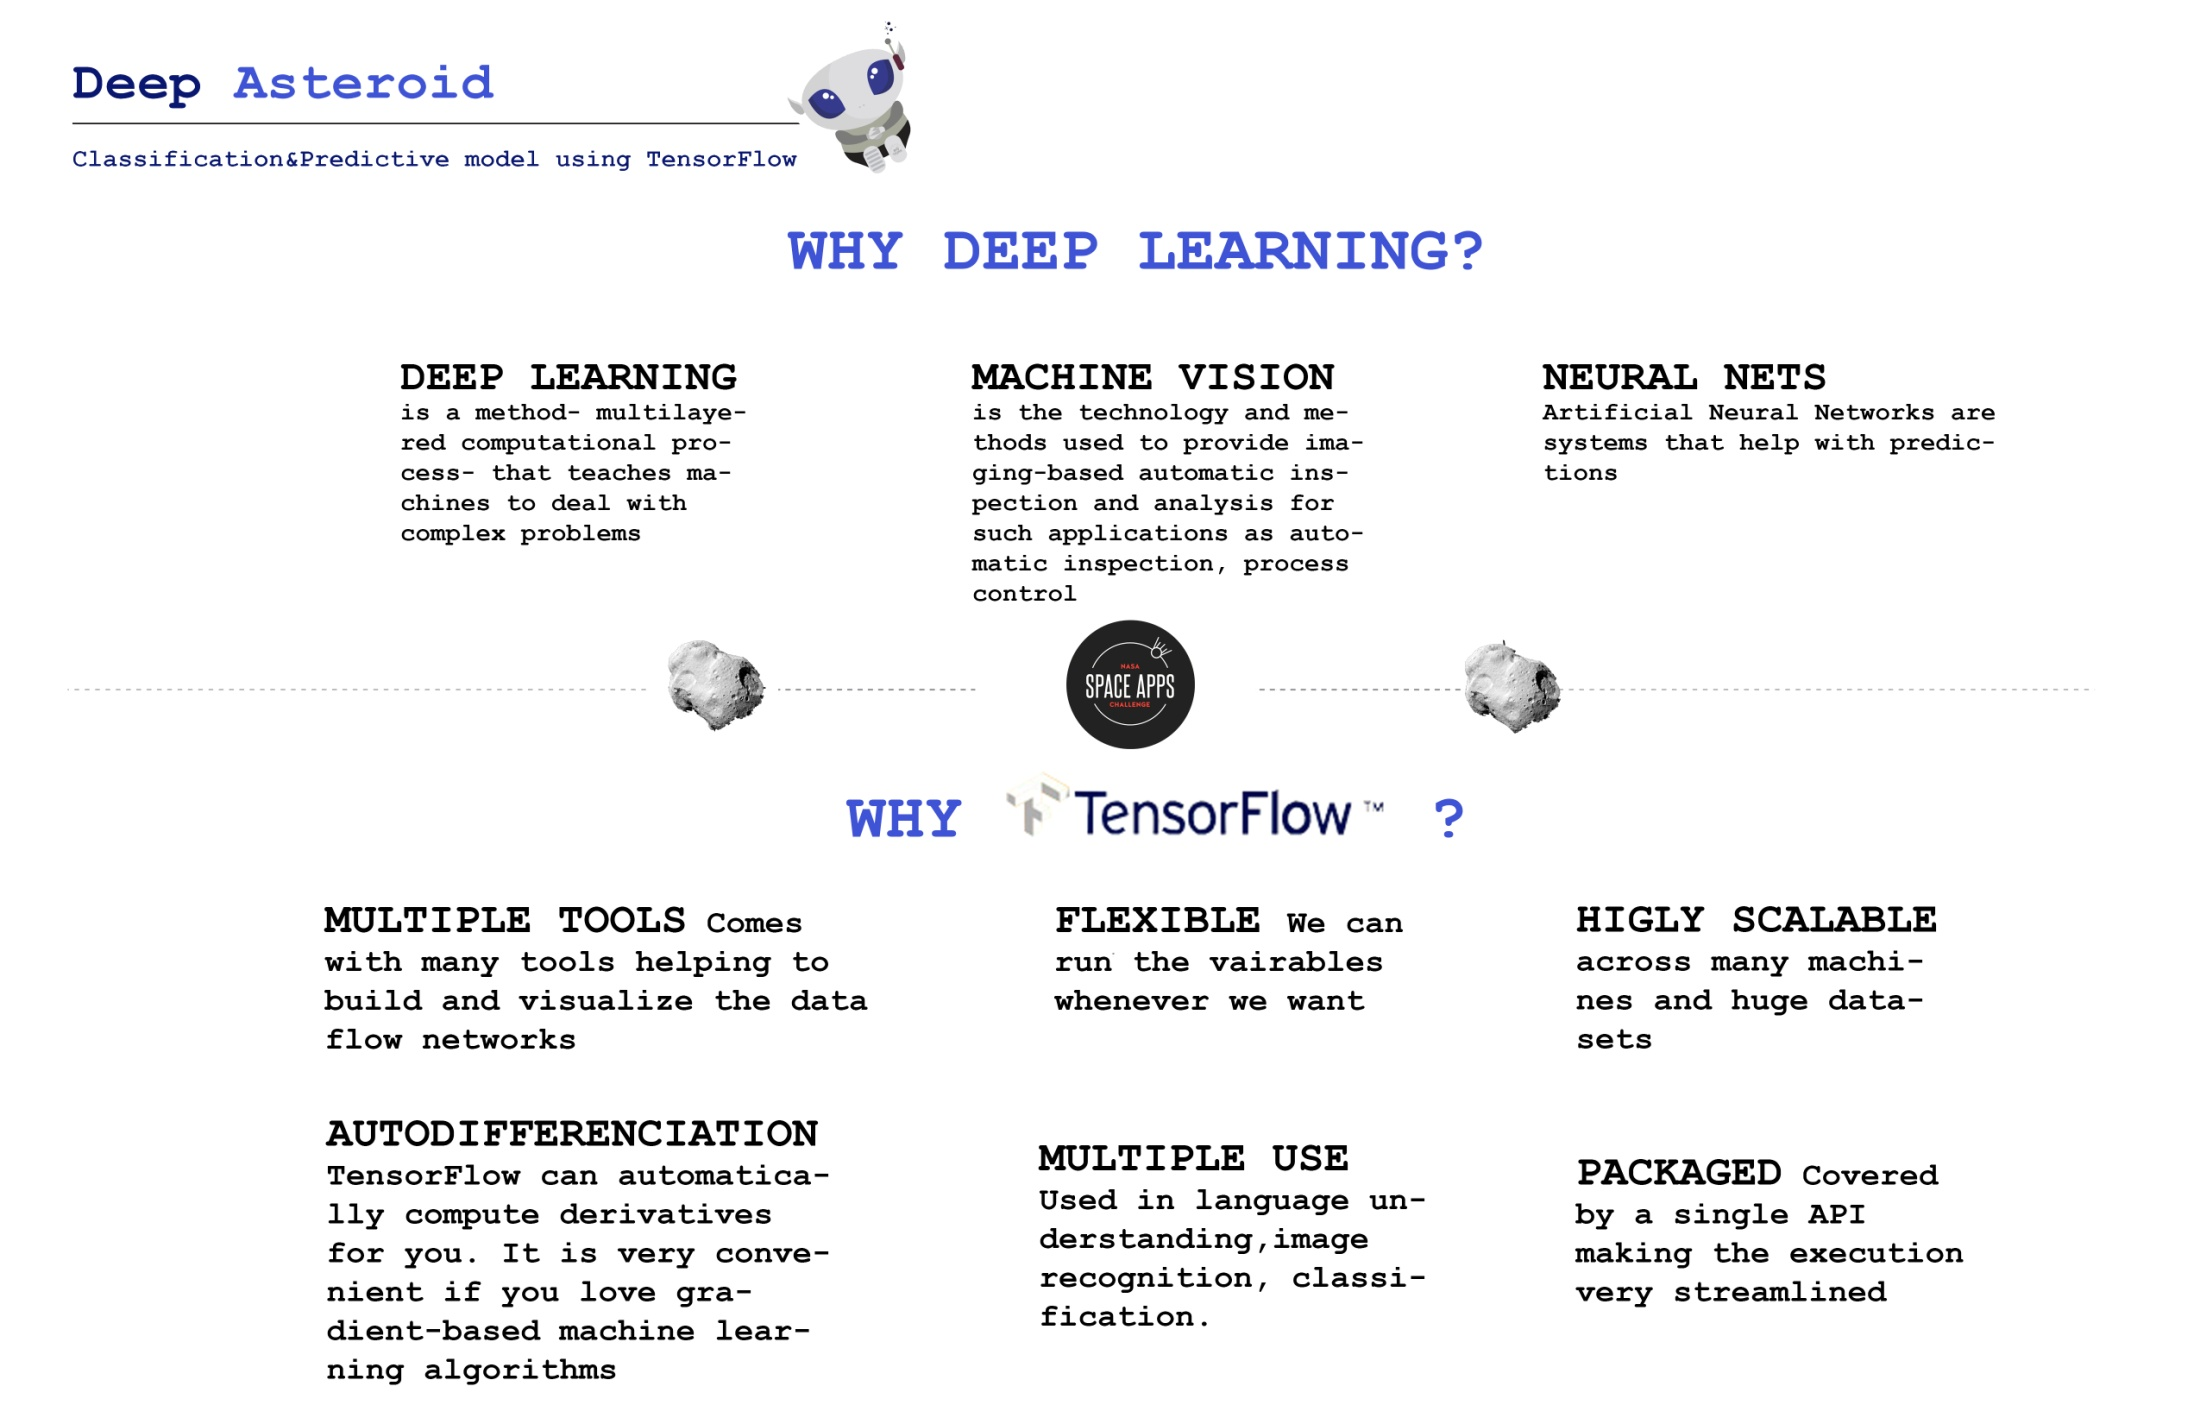 Deep Asteroid
Classification&Predictive model using TensorFlow
WHY DEEP LEARNING?
DEEP LEARNING
is a method- multilaye-
red computational pro-
cess- that teaches ma-
chines to deal with
complex problems
MACHINE VISION
is the technology and me-
thods used to provide ima-
ging-based automatic ins-
pection and analysis for
such applications as auto-
matic inspection, process
control
NEURAL NETS
Artificial Neural Networks are
systems that help with predic-
tions
NASA
SPACE APPS
CHALLENGE
WHY TensorFlow™ ?
MULTIPLE TOOLS Comes
with many tools helping to
build and visualize the data
flow networks
FLEXIBLE We can
run the vairables
whenever we want
HIGLY SCALABLE
across many machi-
nes and huge data-
sets
AUTODIFFERENCIATION
TensorFlow can automatica-
lly compute derivatives
for you. It is very conve-
nient if you love gra-
dient-based machine lear-
ning algorithms
MULTIPLE USE
Used in language un-
derstanding,image
recognition, classi-
fication.
PACKAGED Covered
by a single API
making the execution
very streamlined